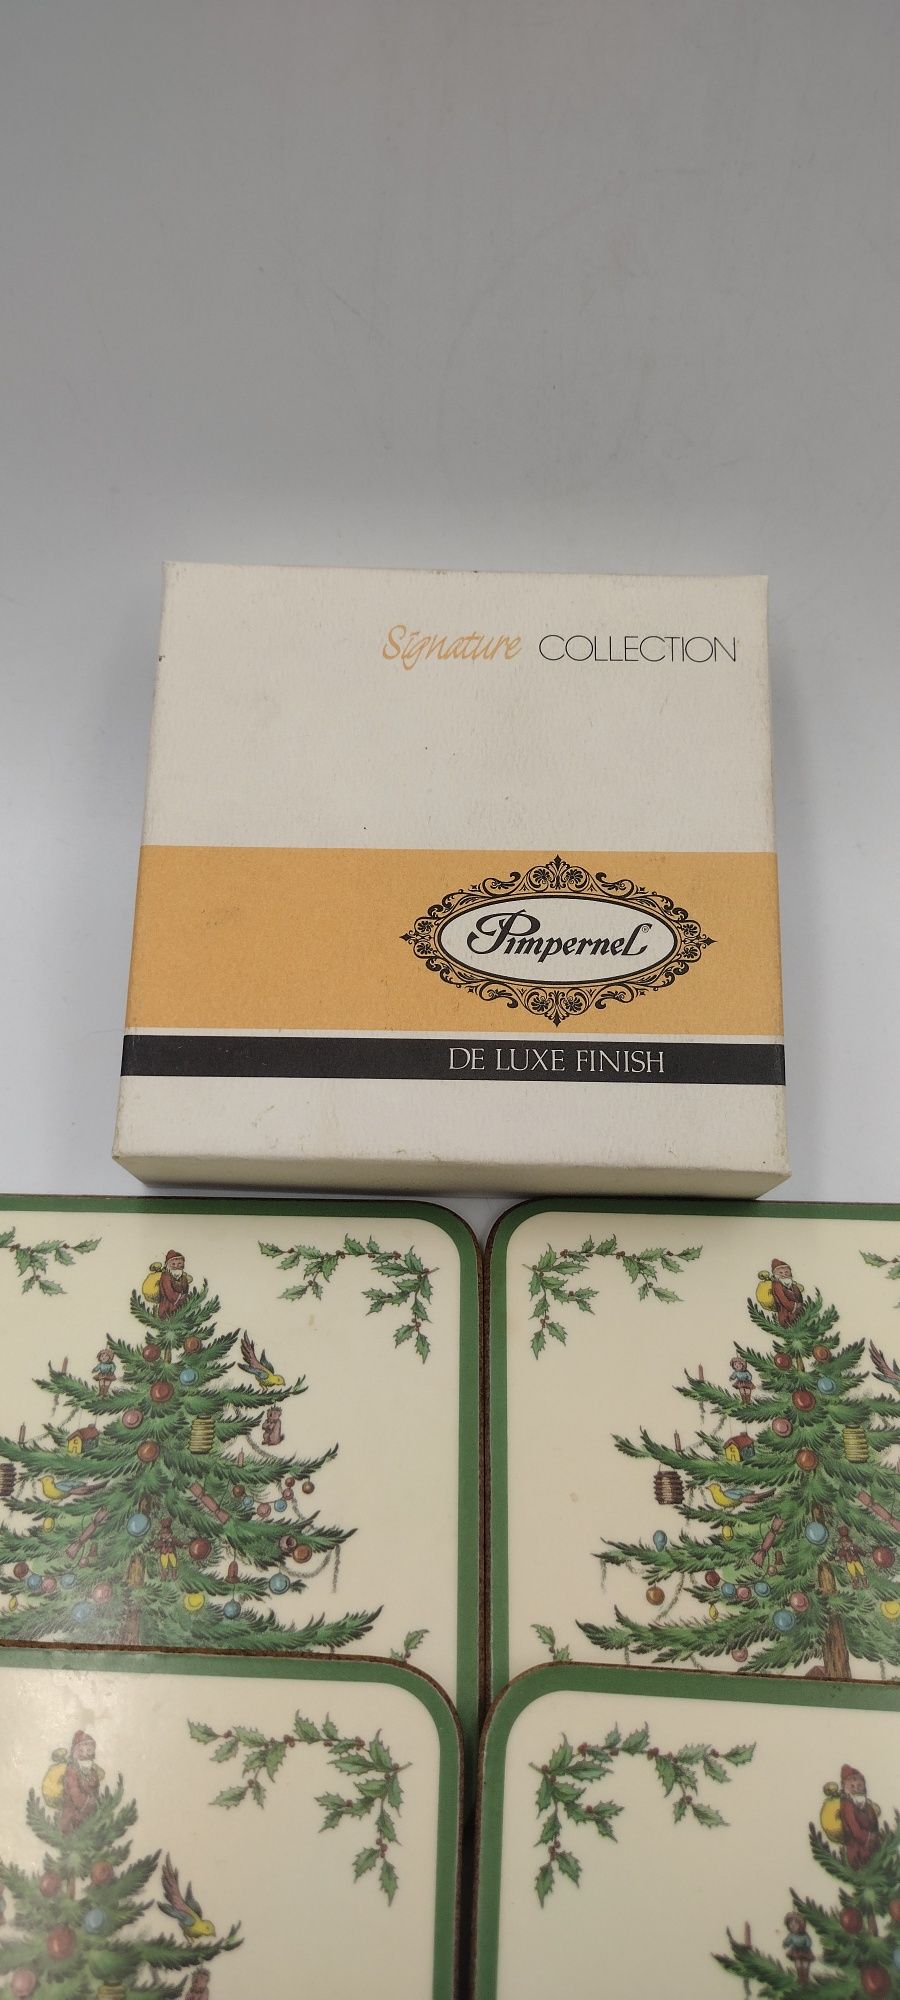 Signature COLLECTION
Pimpernel®
DE LUXE FINISH